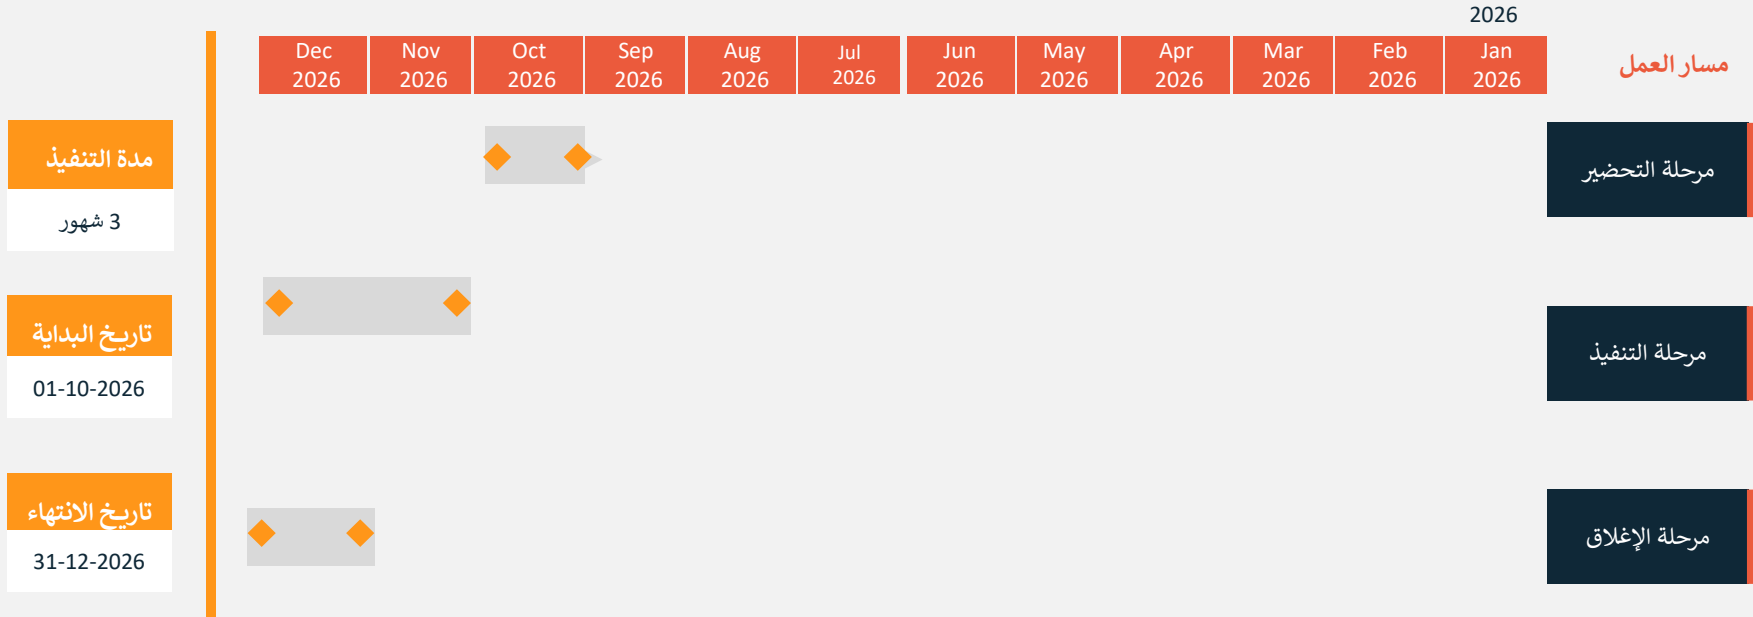 2026
مسار العمل
Jan 2026
Feb 2026
Mar 2026
Apr 2026
May 2026
Jun 2026
Jul 2026
Aug 2026
Sep 2026
Oct 2026
Nov 2026
Dec 2026
مرحلة التحضير
مرحلة التنفيذ
مرحلة الإغلاق
مدة التنفيذ
3 شهور
تاريخ البداية
01-10-2026
تاريخ الانتهاء
31-12-2026